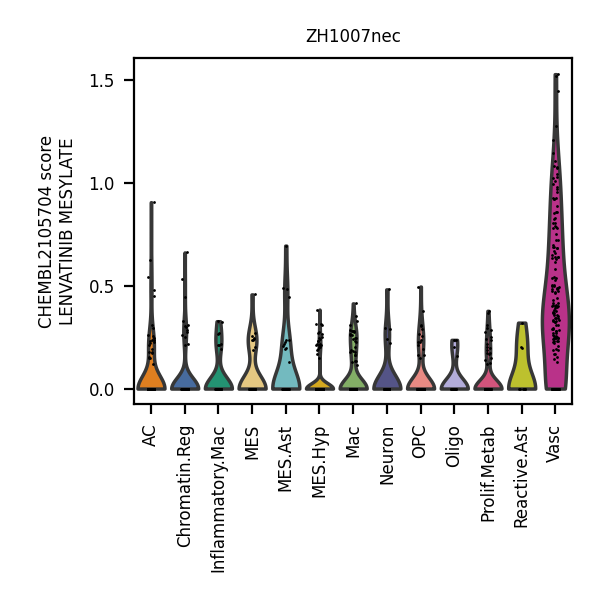 ZH1007nec
CHEMBL2105704 score
LENVATINIB MESYLATE
1.5
1.0
0.5
0.0
AC
Chromatin.Reg
Inflammatory.Mac
MES
MES.Ast
MES.Hyp
Mac
Neuron
OPC
Oligo
Prolif.Metab
Reactive.Ast
Vasc